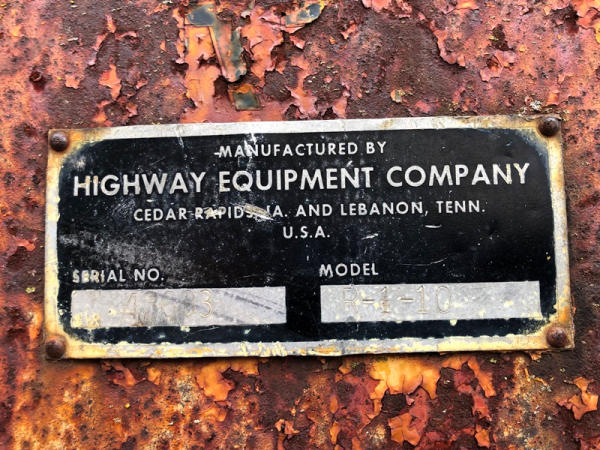 MANUFACTURED BY
HIGHWAY EQUIPMENT COMPANY
CEDAR RAPIDS, IA. AND LEBANON, TENN.
U.S.A.
SERIAL NO. MODEL
R-1-10